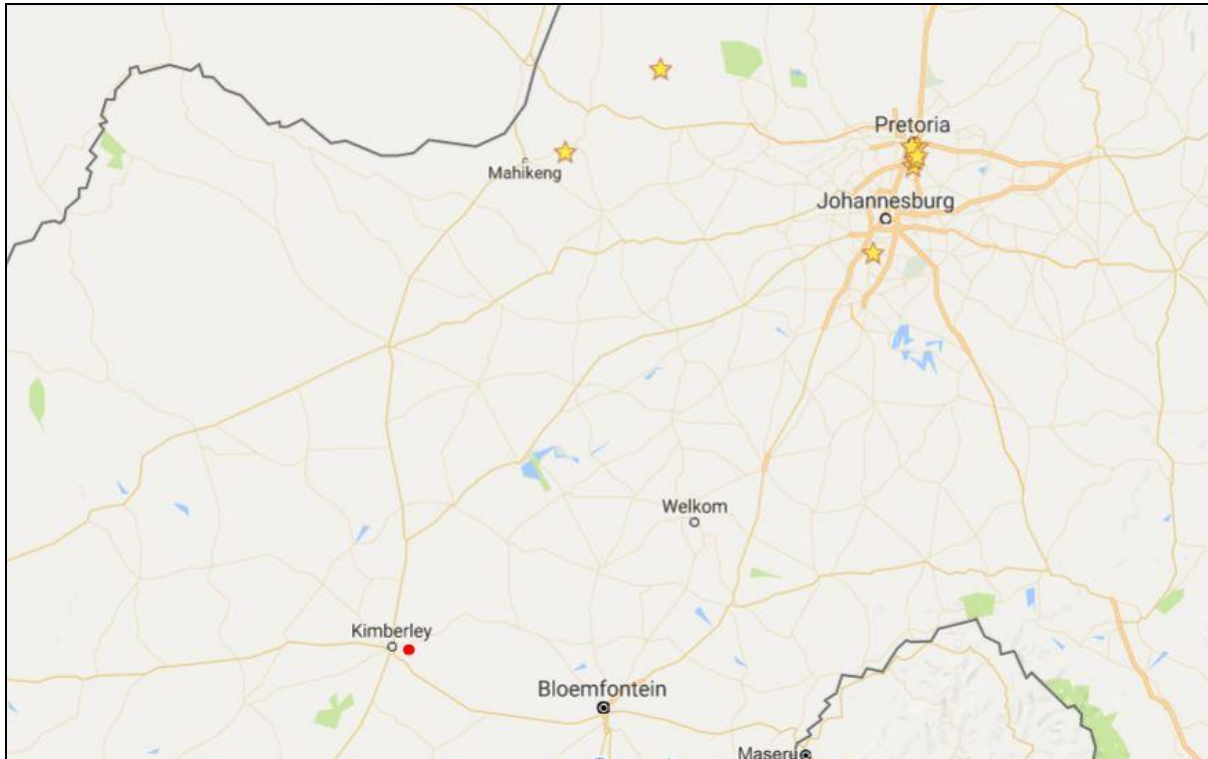 Pretoria
Mahikeng
Johannesburg
Welkom
Kimberley
Bloemfontein
Maseru